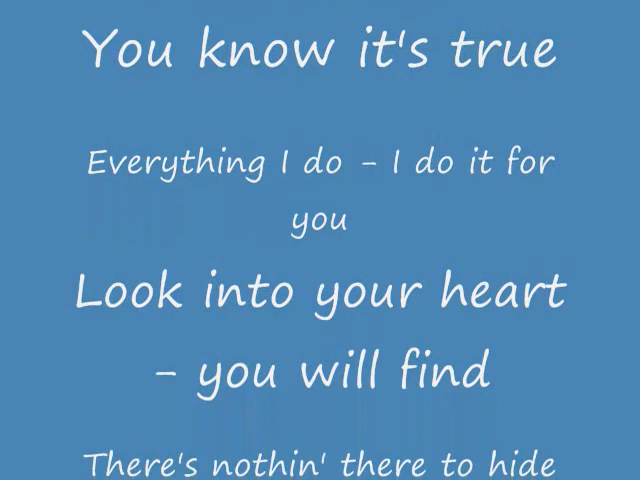 You know it's true
Everything I do - I do it for
you
Look into your heart
- you will find
There's nothin' there to hide